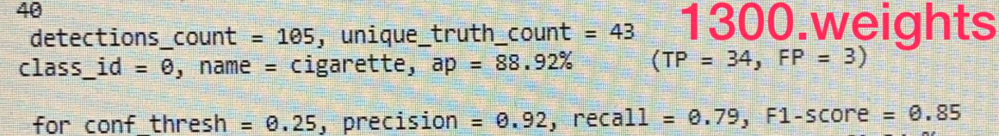 40
detections_count = 105, unique_truth_count = 43
1300.weights
class_id = 0, name = cigarette, ap = 88.92% (TP = 34, FP = 3)
for conf_thresh = 0.25, precision = 0.92, recall = 0.79, F1-score = 0.85